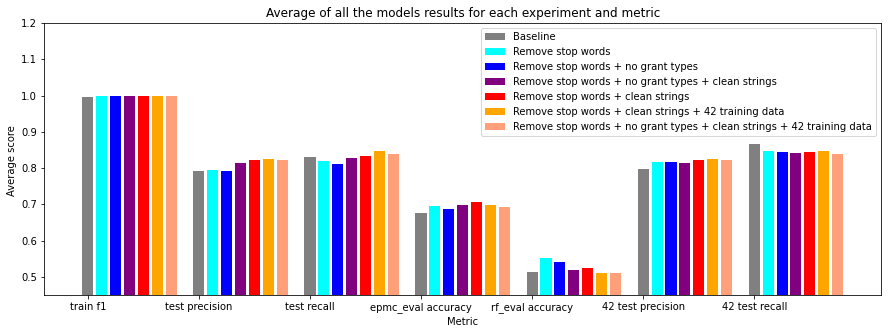 Average of all the models results for each experiment and metric
1.2
1.1
1.0
0.9
0.8
0.7
0.6
0.5
Average score
Baseline
Remove stop words
Remove stop words + no grant types
Remove stop words + no grant types + clean strings
Remove stop words + clean strings
Remove stop words + clean strings + 42 training data
Remove stop words + no grant types + clean strings + 42 training data
train f1 test precision test recall epmc_eval accuracy rf_eval accuracy 42 test precision 42 test recall
Metric